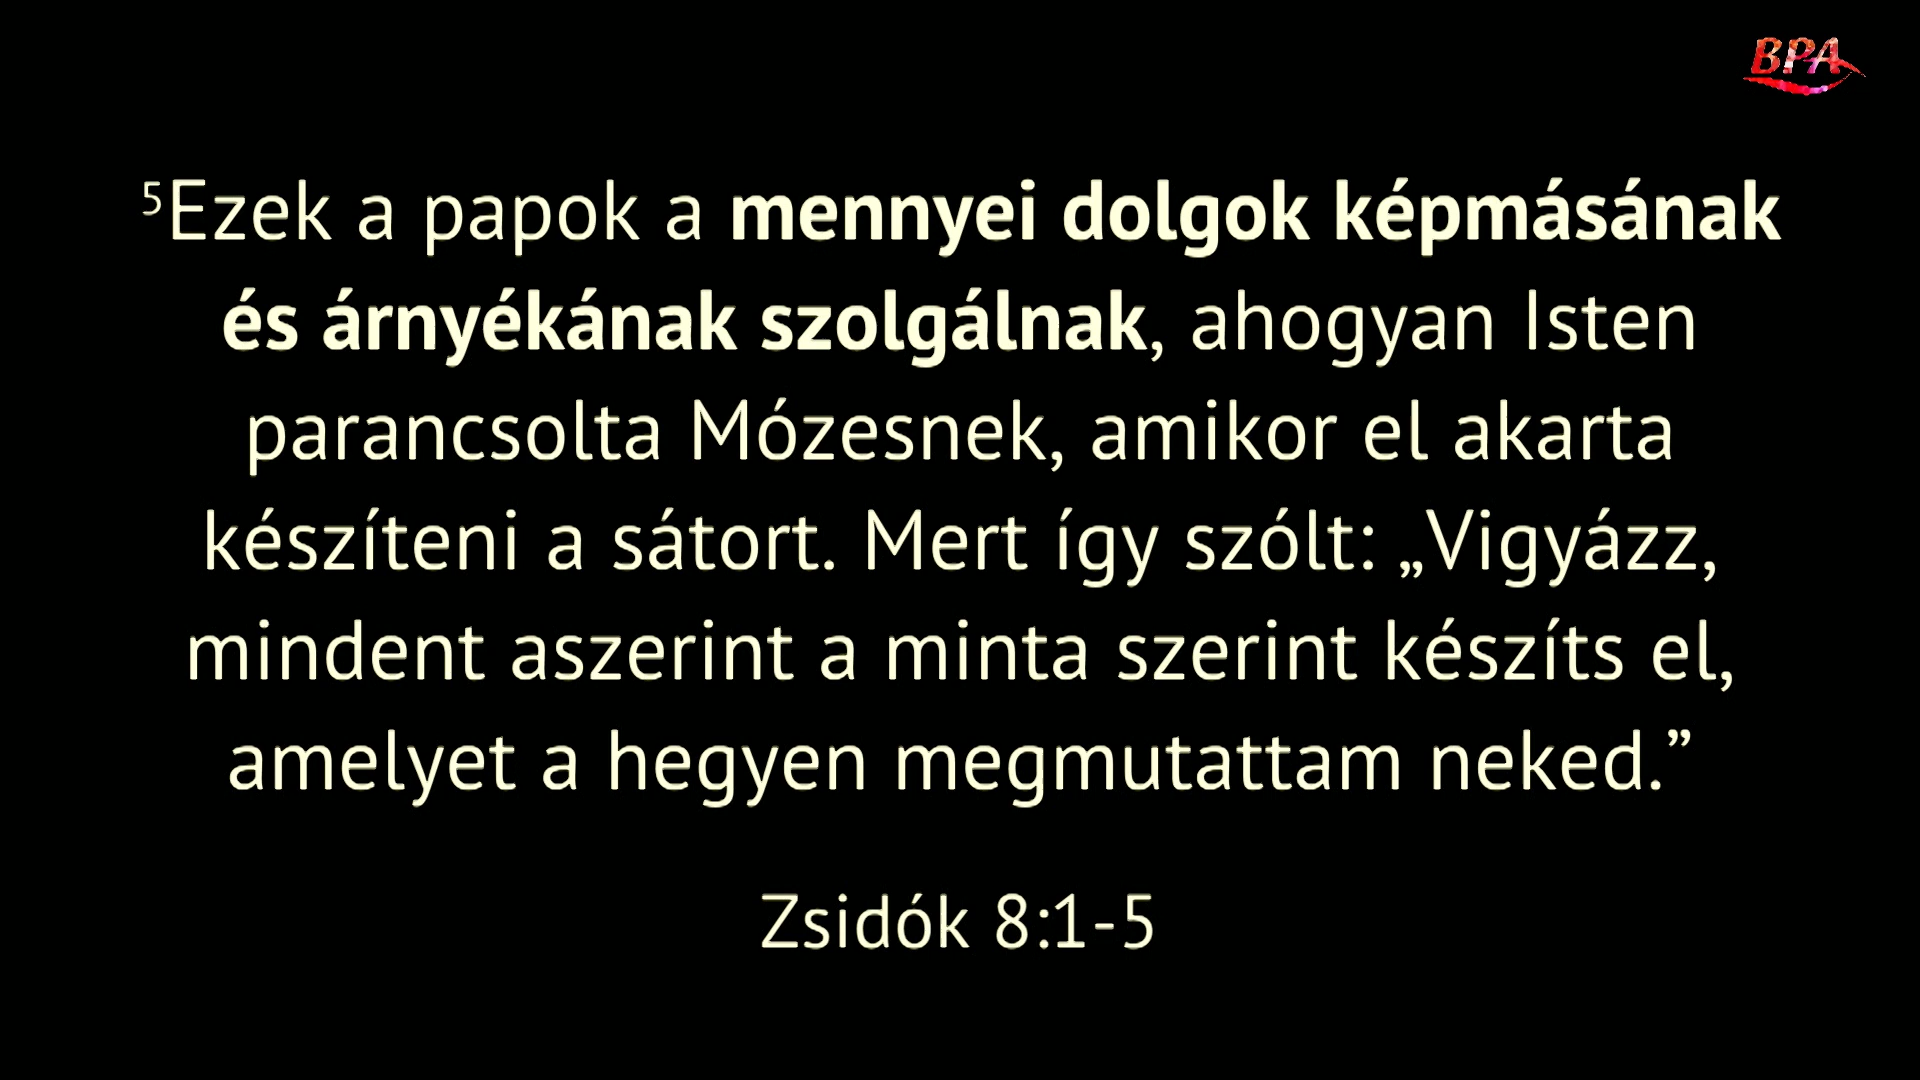 BPA
⁵Ezek a papok a mennyei dolgok képmásának
és árnyékának szolgálnak, ahogyan Isten
parancsolta Mózesnek, amikor el akarta
készíteni a sátort. Mert így szólt: „Vigyázz,
mindent aszerint a minta szerint készíts el,
amelyet a hegyen megmutattam neked.”
Zsidók 8:1-5